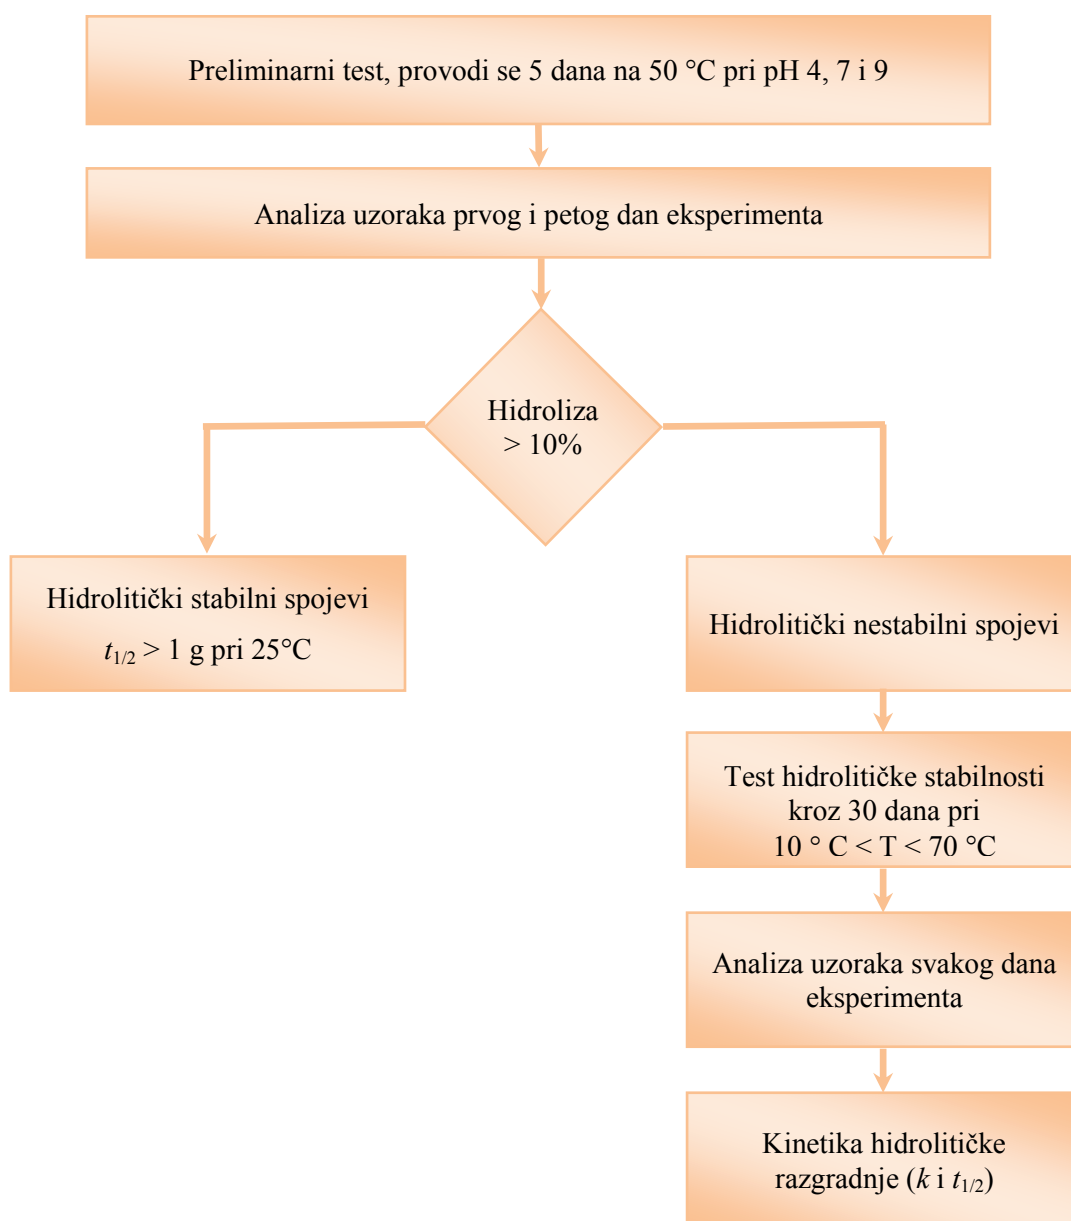 Preliminarni test, provodi se 5 dana na 50 °C pri pH 4, 7 i 9
Analiza uzoraka prvog i petog dan eksperimenta
Hidroliza
> 10%
Hidrolitički stabilni spojevi
t1/2 > 1 g pri 25°C
Hidrolitički nestabilni spojevi
Test hidrolitičke stabilnosti
kroz 30 dana pri
10 ° C < T < 70 °C
Analiza uzoraka svakog dana
eksperimenta
Kinetika hidrolitičke
razgradnje (k i t1/2)